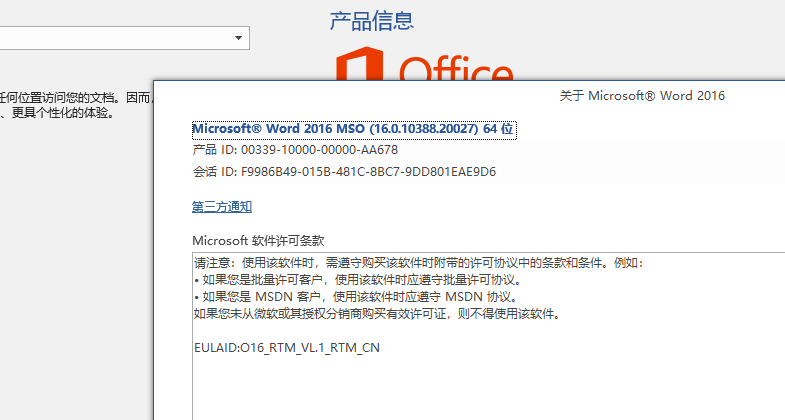 产品信息
Office
任何位置访问您的文档。因而，
、更具个性化的体验。
关于 Microsoft® Word 2016
Microsoft® Word 2016 MSO (16.0.10388.20027) 64 位
产品 ID: 00339-10000-00000-AA678
会话 ID: F9986B49-015B-481C-8BC7-9DD801EAE9D6
第三方通知
Microsoft 软件许可条款
请注意：使用该软件时，需遵守购买该软件时附带的许可协议中的条款和条件。例如：
• 如果您是批量许可客户，使用该软件时应遵守批量许可协议。
• 如果您是 MSDN 客户，使用该软件时应遵守 MSDN 协议。
如果您未从微软或其授权分销商购买有效许可证，则不得使用该软件。
EULAID:O16_RTM_VL.1_RTM_CN